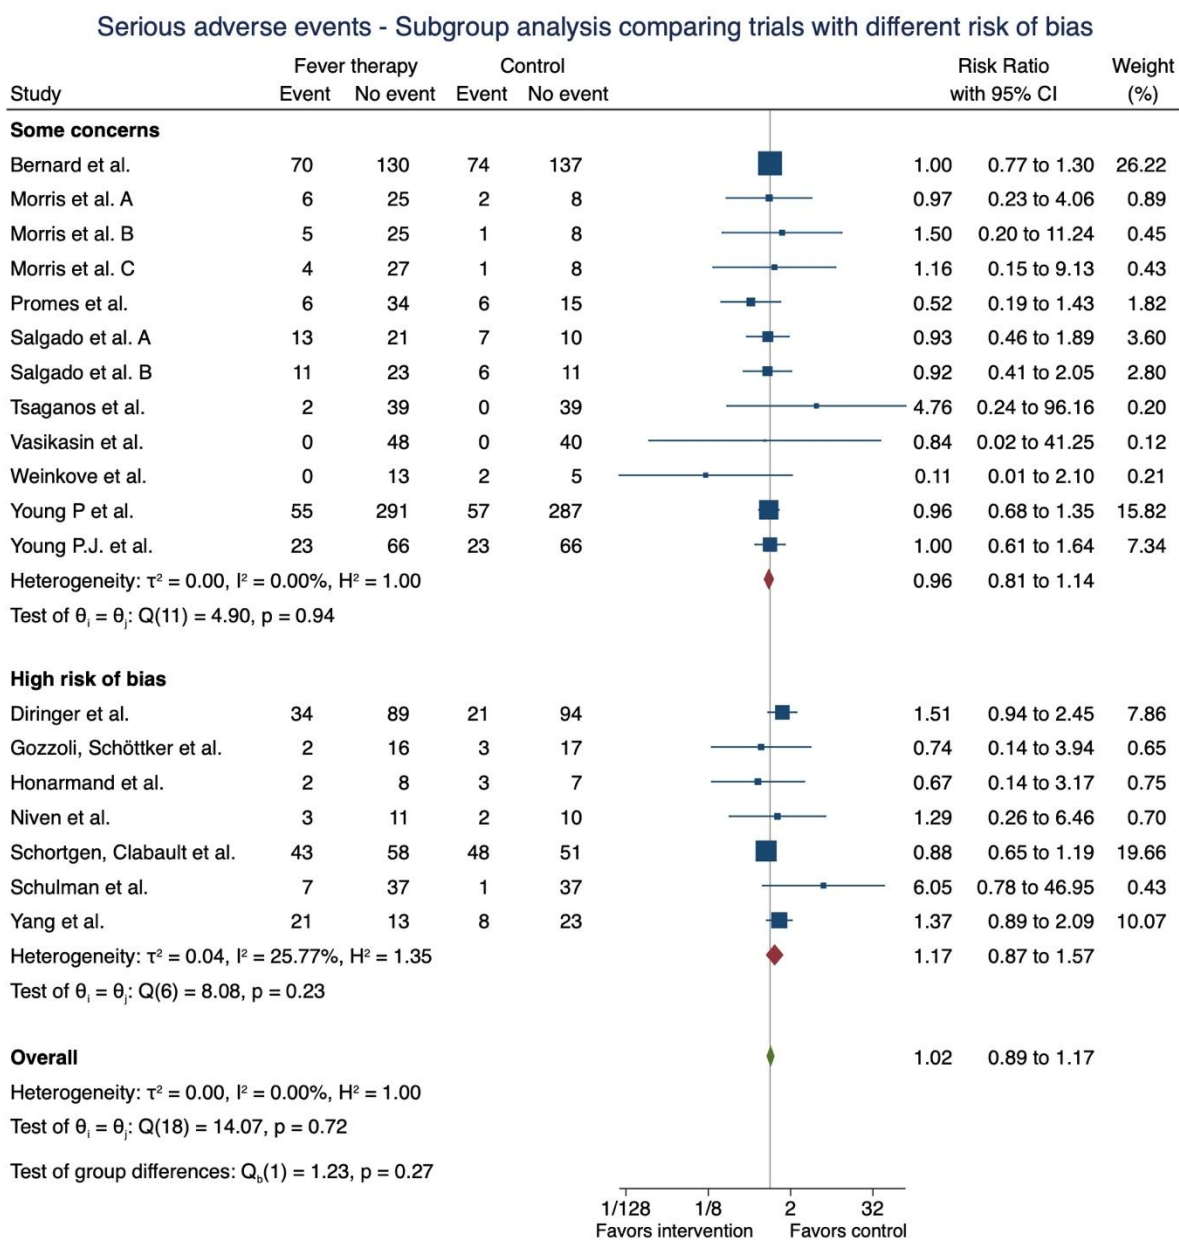 Serious adverse events - Subgroup analysis comparing trials with different risk of bias
Fever therapy Control Risk Ratio Weight
Study Event No event Event No event with 95% CI (%)
Some concerns
Bernard et al. 70 130 74 137 1.00 0.77 to 1.30 26.22
Morris et al. A 6 25 2 8 0.97 0.23 to 4.06 0.89
Morris et al. B 5 25 1 8 1.50 0.20 to 11.24 0.45
Morris et al. C 4 27 1 8 1.16 0.15 to 9.13 0.43
Promes et al. 6 34 6 15 0.52 0.19 to 1.43 1.82
Salgado et al. A 13 21 7 10 0.93 0.46 to 1.89 3.60
Salgado et al. B 11 23 6 11 0.92 0.41 to 2.05 2.80
Tsaganos et al. 2 39 0 39 4.76 0.24 to 96.16 0.20
Vasikasin et al. 0 48 0 40 0.84 0.02 to 41.25 0.12
Weinkove et al. 0 13 2 5 0.11 0.01 to 2.10 0.21
Young P et al. 55 291 57 287 0.96 0.68 to 1.35 15.82
Young P.J. et al. 23 66 23 66 1.00 0.61 to 1.64 7.34
Heterogeneity: τ² = 0.00, I² = 0.00%, H² = 1.00 0.96 0.81 to 1.14
Test of θᵢ = θⱼ: Q(11) = 4.90, p = 0.94
High risk of bias
Diringer et al. 34 89 21 94 1.51 0.94 to 2.45 7.86
Gozzoli, Schöttker et al. 2 16 3 17 0.74 0.14 to 3.94 0.65
Honarmand et al. 2 8 3 7 0.67 0.14 to 3.17 0.75
Niven et al. 3 11 2 10 1.29 0.26 to 6.46 0.70
Schortgen, Clabault et al. 43 58 48 51 0.88 0.65 to 1.19 19.66
Schulman et al. 7 37 1 37 6.05 0.78 to 46.95 0.43
Yang et al. 21 13 8 23 1.37 0.89 to 2.09 10.07
Heterogeneity: τ² = 0.04, I² = 25.77%, H² = 1.35 1.17 0.87 to 1.57
Test of θᵢ = θⱼ: Q(6) = 8.08, p = 0.23
Overall 1.02 0.89 to 1.17
Heterogeneity: τ² = 0.00, I² = 0.00%, H² = 1.00
Test of θᵢ = θⱼ: Q(18) = 14.07, p = 0.72
Test of group differences: Q_b(1) = 1.23, p = 0.27
1/128 1/8 2 32
Favors intervention Favors control